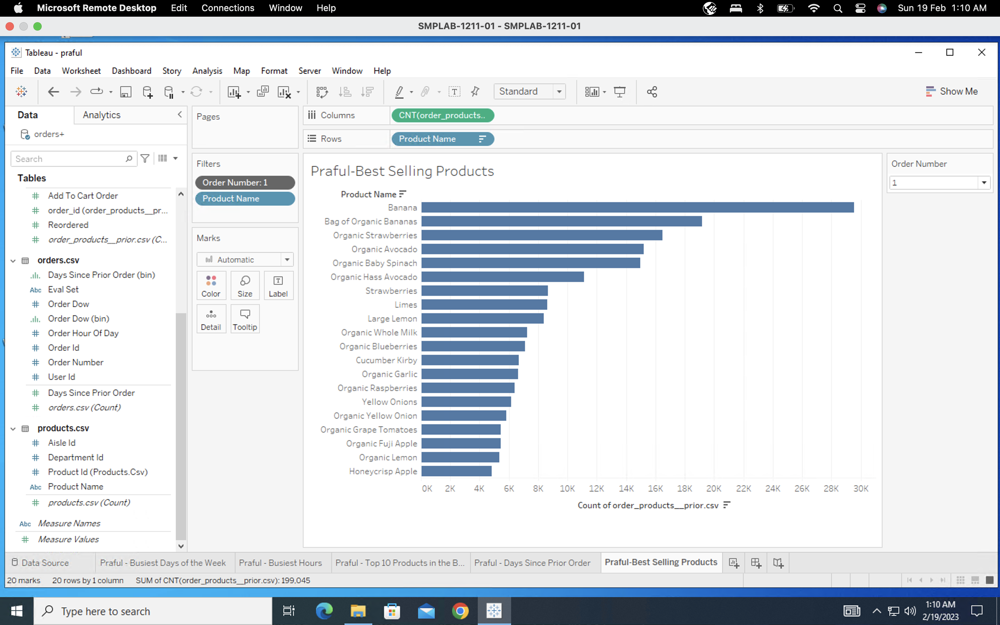 Microsoft Remote Desktop Edit Connections Window Help Sun 19 Feb 1:10 AM
SMPLAB-1211-01 - SMPLAB-1211-01
Tableau - praful
File Data Worksheet Dashboard Story Analysis Map Format Server Window Help
Standard Show Me
Data Analytics
orders+
Search
Tables
Add To Cart Order
order_id (order_products__pr...
Reordered
order_products__prior.csv (C...
orders.csv
Days Since Prior Order (bin)
Abc Eval Set
Order Dow
Order Dow (bin)
Order Hour Of Day
Order Id
Order Number
User Id
Days Since Prior Order
orders.csv (Count)
products.csv
Aisle Id
Department Id
Product Id (Products.Csv)
Abc Product Name
products.csv (Count)
Abc Measure Names
Measure Values
Pages
Filters
Order Number: 1
Product Name
Marks
Automatic
Color Size Label
Detail Tooltip
Columns CNT(order_products..
Rows Product Name
Praful-Best Selling Products
Product Name
Banana
Bag of Organic Bananas
Organic Strawberries
Organic Avocado
Organic Baby Spinach
Organic Hass Avocado
Strawberries
Limes
Large Lemon
Organic Whole Milk
Organic Blueberries
Cucumber Kirby
Organic Garlic
Organic Raspberries
Yellow Onions
Organic Yellow Onion
Organic Grape Tomatoes
Organic Fuji Apple
Organic Lemon
Honeycrisp Apple
0K 2K 4K 6K 8K 10K 12K 14K 16K 18K 20K 22K 24K 26K 28K 30K
Count of order_products__prior.csv
Order Number
1
Data Source Praful - Busiest Days of the Week Praful - Busiest Hours Praful - Top 10 Products in the B... Praful - Days Since Prior Order Praful-Best Selling Products
20 marks 20 rows by 1 column SUM of CNT(order_products__prior.csv): 199,045
Type here to search
1:10 AM
2/19/2023